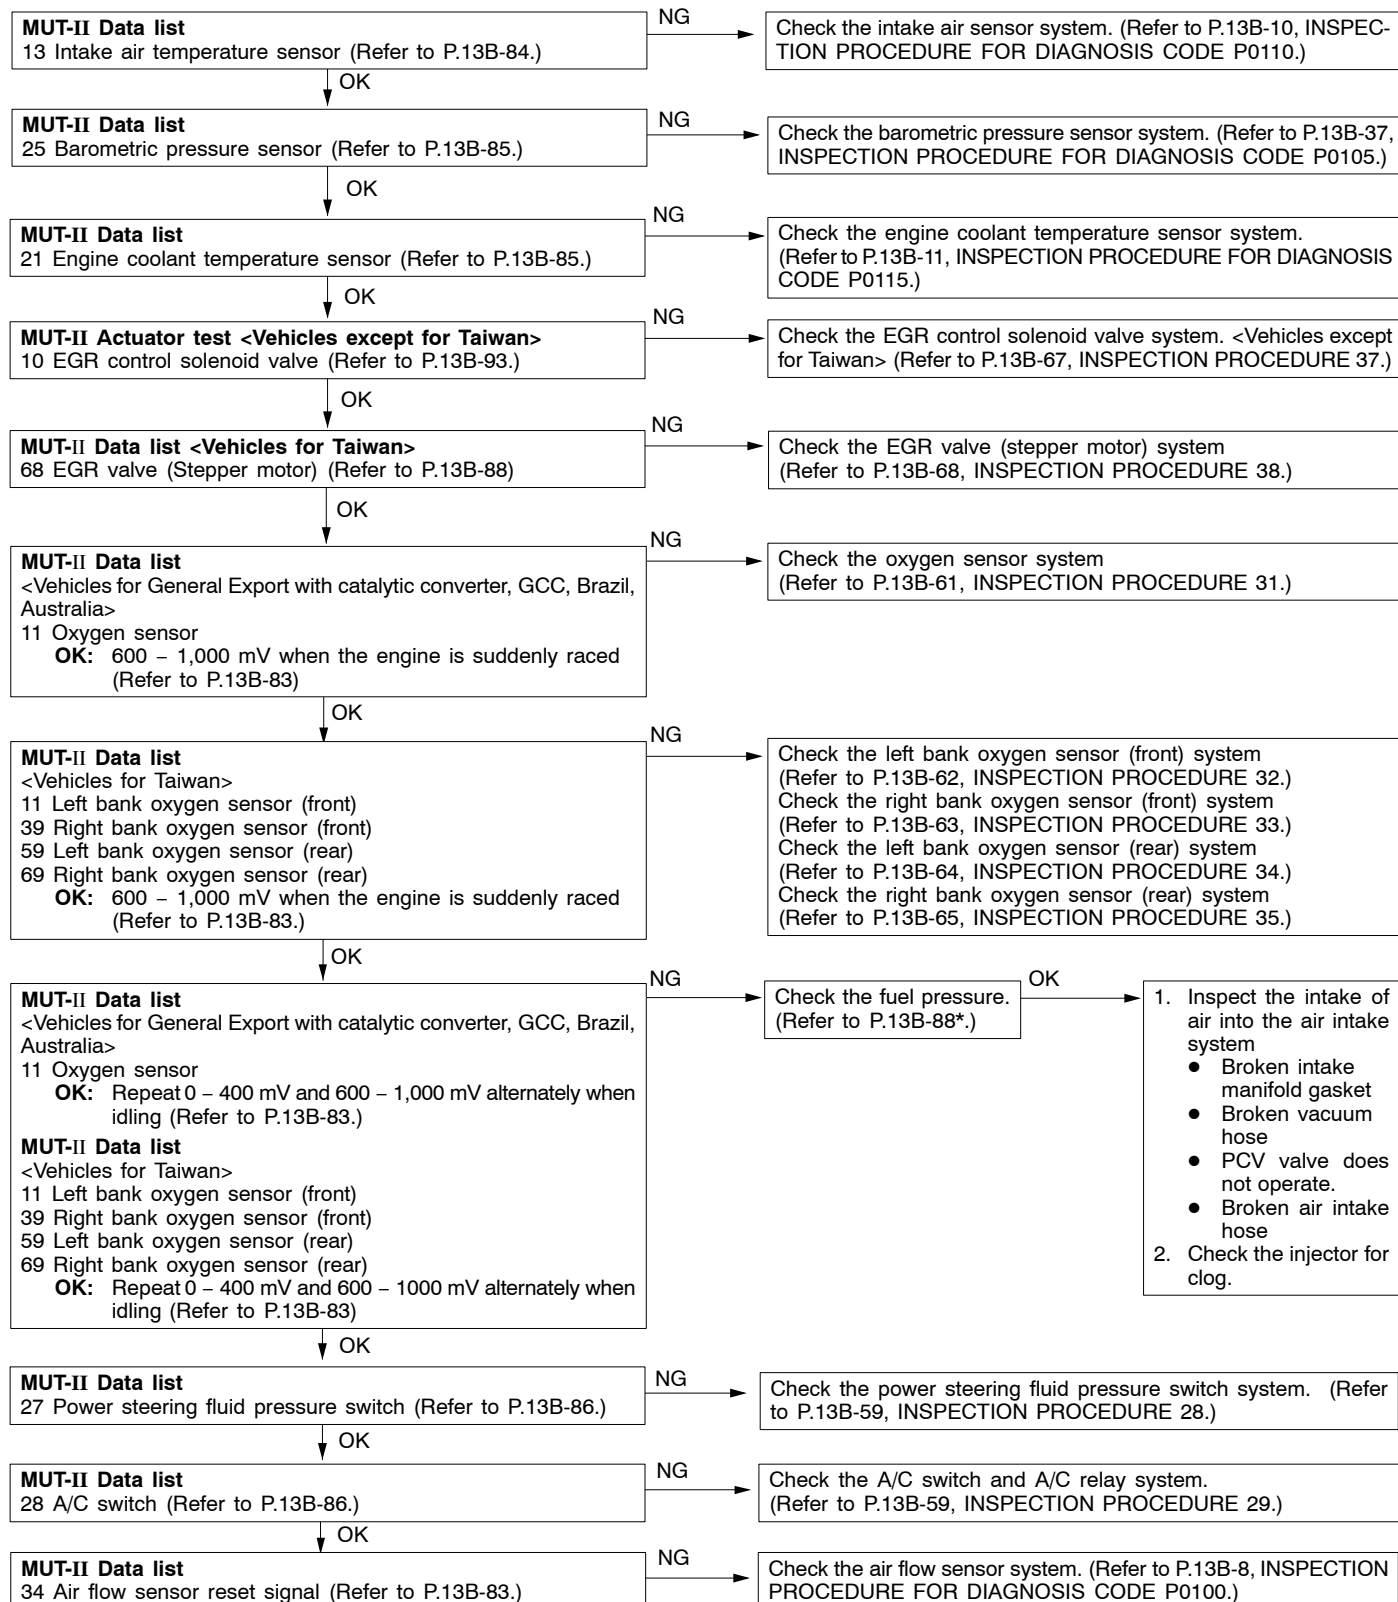 MUT-II Data list
13 Intake air temperature sensor (Refer to P.13B-84.)
NG
Check the intake air sensor system. (Refer to P.13B-10, INSPEC-
TION PROCEDURE FOR DIAGNOSIS CODE P0110.)
OK
MUT-II Data list
25 Barometric pressure sensor (Refer to P.13B-85.)
NG
Check the barometric pressure sensor system. (Refer to P.13B-37,
INSPECTION PROCEDURE FOR DIAGNOSIS CODE P0105.)
OK
MUT-II Data list
21 Engine coolant temperature sensor (Refer to P.13B-85.)
NG
Check the engine coolant temperature sensor system.
(Refer to P.13B-11, INSPECTION PROCEDURE FOR DIAGNOSIS
CODE P0115.)
OK
MUT-II Actuator test <Vehicles except for Taiwan>
10 EGR control solenoid valve (Refer to P.13B-93.)
NG
Check the EGR control solenoid valve system. <Vehicles except
for Taiwan> (Refer to P.13B-67, INSPECTION PROCEDURE 37.)
OK
MUT-II Data list <Vehicles for Taiwan>
68 EGR valve (Stepper motor) (Refer to P.13B-88)
NG
Check the EGR valve (stepper motor) system
(Refer to P.13B-68, INSPECTION PROCEDURE 38.)
OK
MUT-II Data list
<Vehicles for General Export with catalytic converter, GCC, Brazil,
Australia>
11 Oxygen sensor
OK: 600 – 1,000 mV when the engine is suddenly raced
(Refer to P.13B-83)
NG
Check the oxygen sensor system
(Refer to P.13B-61, INSPECTION PROCEDURE 31.)
OK
MUT-II Data list
<Vehicles for Taiwan>
11 Left bank oxygen sensor (front)
39 Right bank oxygen sensor (front)
59 Left bank oxygen sensor (rear)
69 Right bank oxygen sensor (rear)
OK: 600 – 1,000 mV when the engine is suddenly raced
(Refer to P.13B-83.)
NG
Check the left bank oxygen sensor (front) system
(Refer to P.13B-62, INSPECTION PROCEDURE 32.)
Check the right bank oxygen sensor (front) system
(Refer to P.13B-63, INSPECTION PROCEDURE 33.)
Check the left bank oxygen sensor (rear) system
(Refer to P.13B-64, INSPECTION PROCEDURE 34.)
Check the right bank oxygen sensor (rear) system
(Refer to P.13B-65, INSPECTION PROCEDURE 35.)
OK
MUT-II Data list
<Vehicles for General Export with catalytic converter, GCC, Brazil,
Australia>
11 Oxygen sensor
OK: Repeat 0 – 400 mV and 600 – 1,000 mV alternately when
idling (Refer to P.13B-83.)
MUT-II Data list
<Vehicles for Taiwan>
11 Left bank oxygen sensor (front)
39 Right bank oxygen sensor (front)
59 Left bank oxygen sensor (rear)
69 Right bank oxygen sensor (rear)
OK: Repeat 0 – 400 mV and 600 – 1000 mV alternately when
idling (Refer to P.13B-83)
NG
Check the fuel pressure.
(Refer to P.13B-88*.)
OK
1. Inspect the intake of
air into the air intake
system
● Broken intake
manifold gasket
● Broken vacuum
hose
● PCV valve does
not operate.
● Broken air intake
hose
2. Check the injector for
clog.
OK
MUT-II Data list
27 Power steering fluid pressure switch (Refer to P.13B-86.)
NG
Check the power steering fluid pressure switch system. (Refer
to P.13B-59, INSPECTION PROCEDURE 28.)
OK
MUT-II Data list
28 A/C switch (Refer to P.13B-86.)
NG
Check the A/C switch and A/C relay system.
(Refer to P.13B-59, INSPECTION PROCEDURE 29.)
OK
MUT-II Data list
34 Air flow sensor reset signal (Refer to P.13B-83.)
NG
Check the air flow sensor system. (Refer to P.13B-8, INSPECTION
PROCEDURE FOR DIAGNOSIS CODE P0100.)